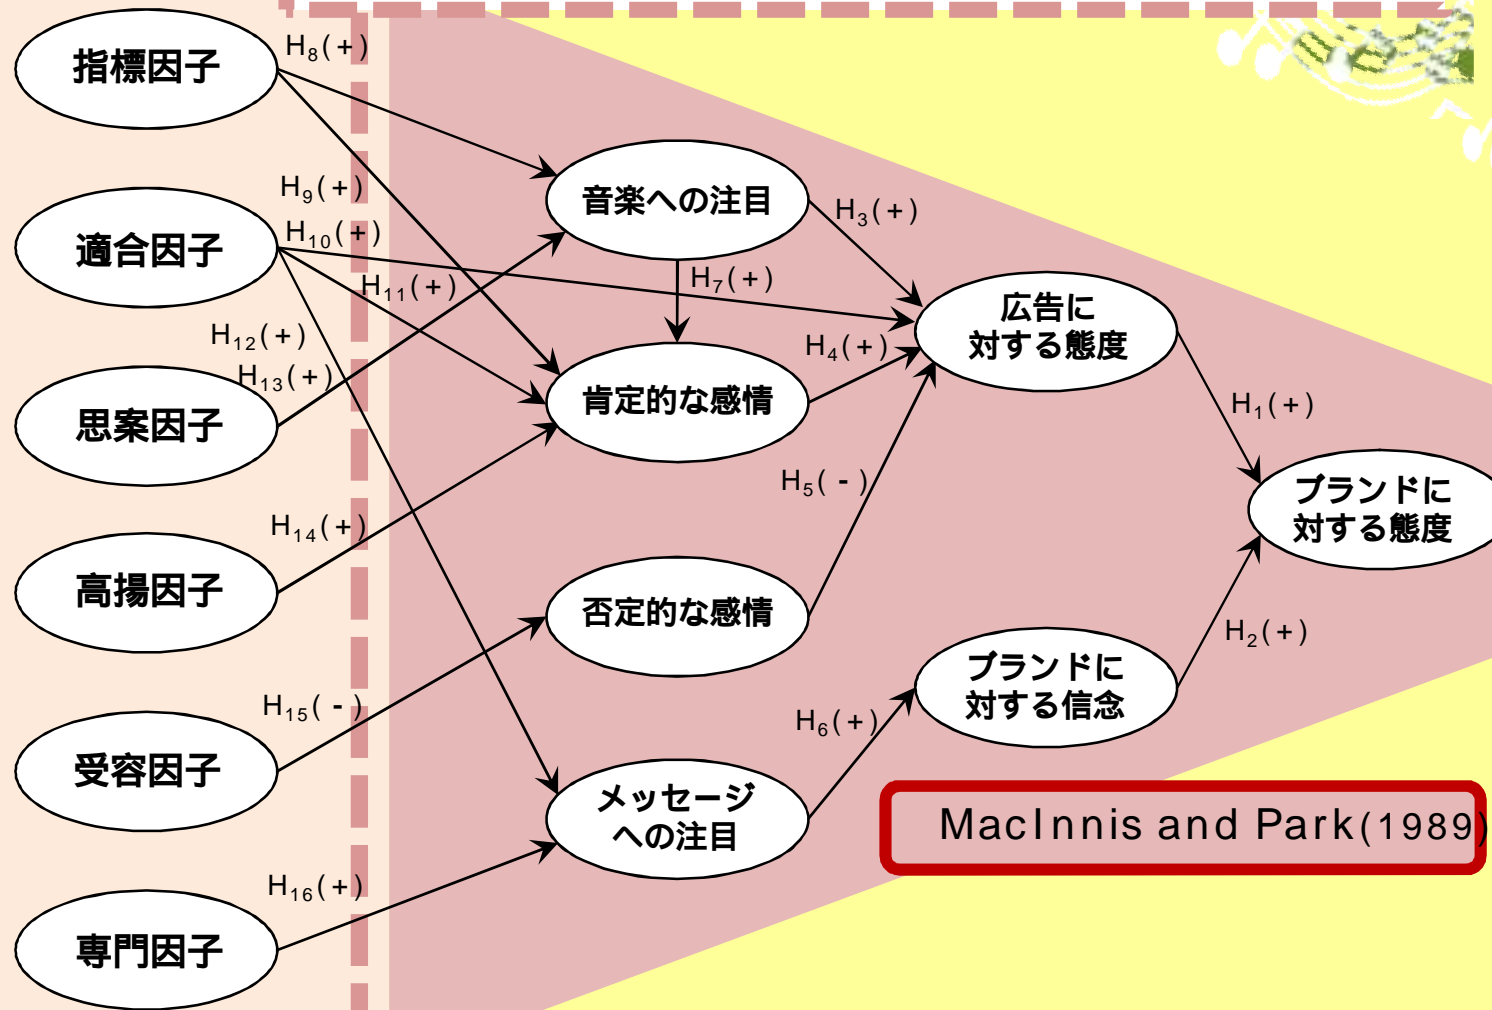 指標因子
H8(+)
音楽への注目
H9(+)
H3(+)
適合因子
H10(+)
H11(+)
H7(+)
広告に
対する態度
H12(+)
H4(+)
H13(+)
思案因子
肯定的な感情
H1(+)
H5(-)
ブランドに
対する態度
H14(+)
高揚因子
否定的な感情
H2(+)
ブランドに
対する信念
H15(-)
H6(+)
受容因子
メッセージ
への注目
MacInnis and Park(1989)
H16(+)
専門因子